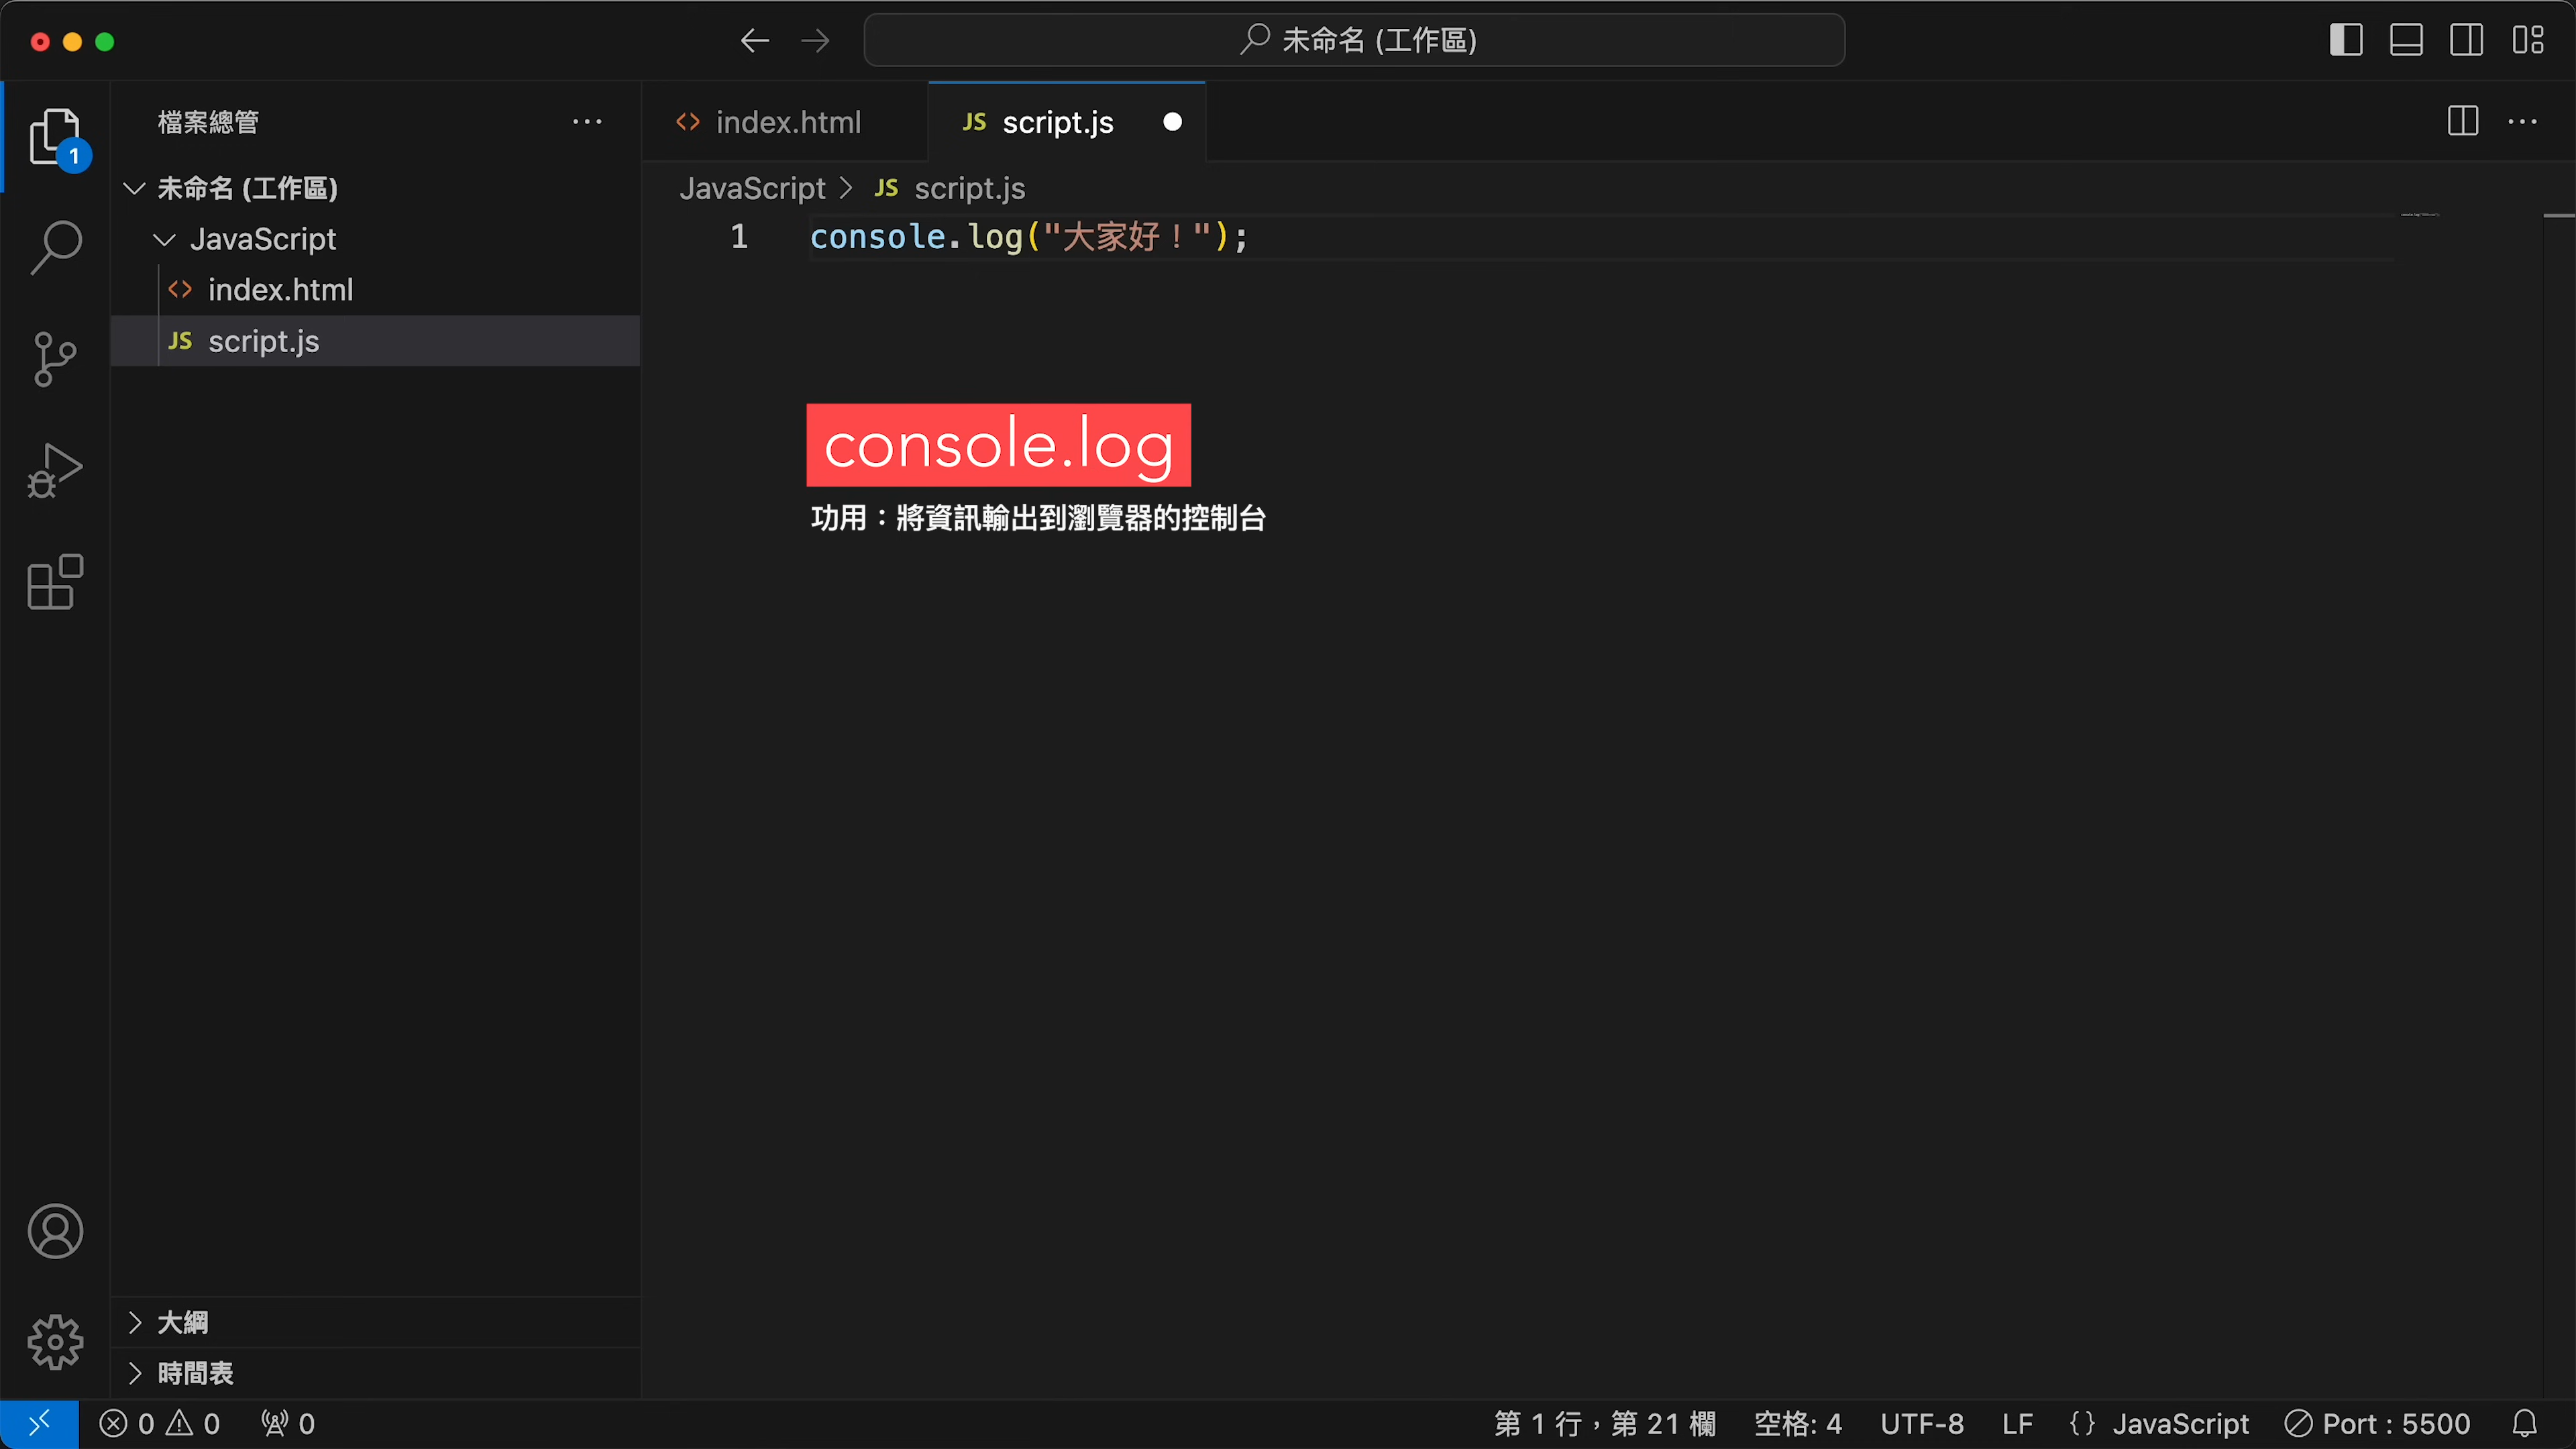 未命名 (工作區)
檔案總管
1
未命名 (工作區)
JavaScript
index.html
script.js
index.html
script.js
JavaScript > script.js
1 console.log("大家好！");
console.log
功用：將資訊輸出到瀏覽器的控制台
大綱
時間表
0 0 0
第 1 行，第 21 欄 空格: 4 UTF-8 LF {} JavaScript Port : 5500